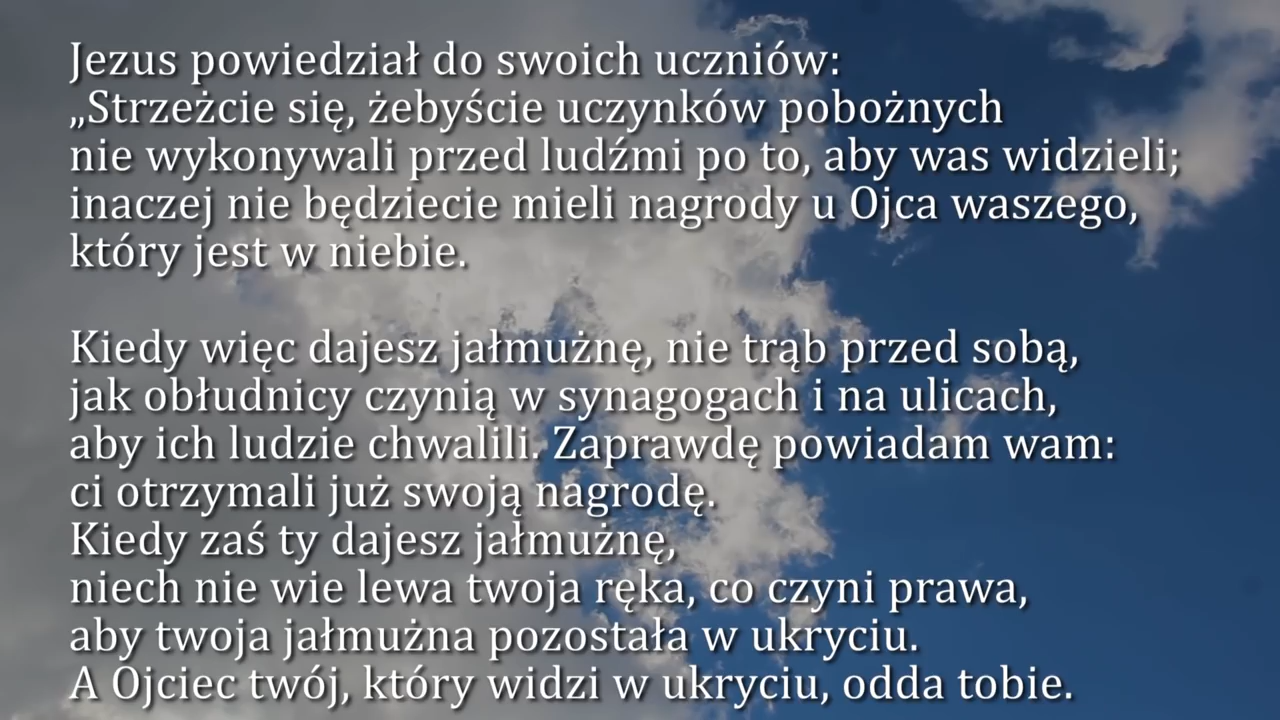 Jezus powiedział do swoich uczniów:
„Strzeżcie się, żebyście uczynków pobożnych
nie wykonywali przed ludźmi po to, aby was widzieli;
inaczej nie będziecie mieli nagrody u Ojca waszego,
który jest w niebie.
Kiedy więc dajesz jałmużnę, nie trąb przed sobą,
jak obłudnicy czynią w synagogach i na ulicach,
aby ich ludzie chwalili. Zaprawdę powiadam wam:
ci otrzymali już swoją nagrodę.
Kiedy zaś ty dajesz jałmużnę,
niech nie wie lewa twoja ręka, co czyni prawa,
aby twoja jałmużna pozostała w ukryciu.
A Ojciec twój, który widzi w ukryciu, odda tobie.